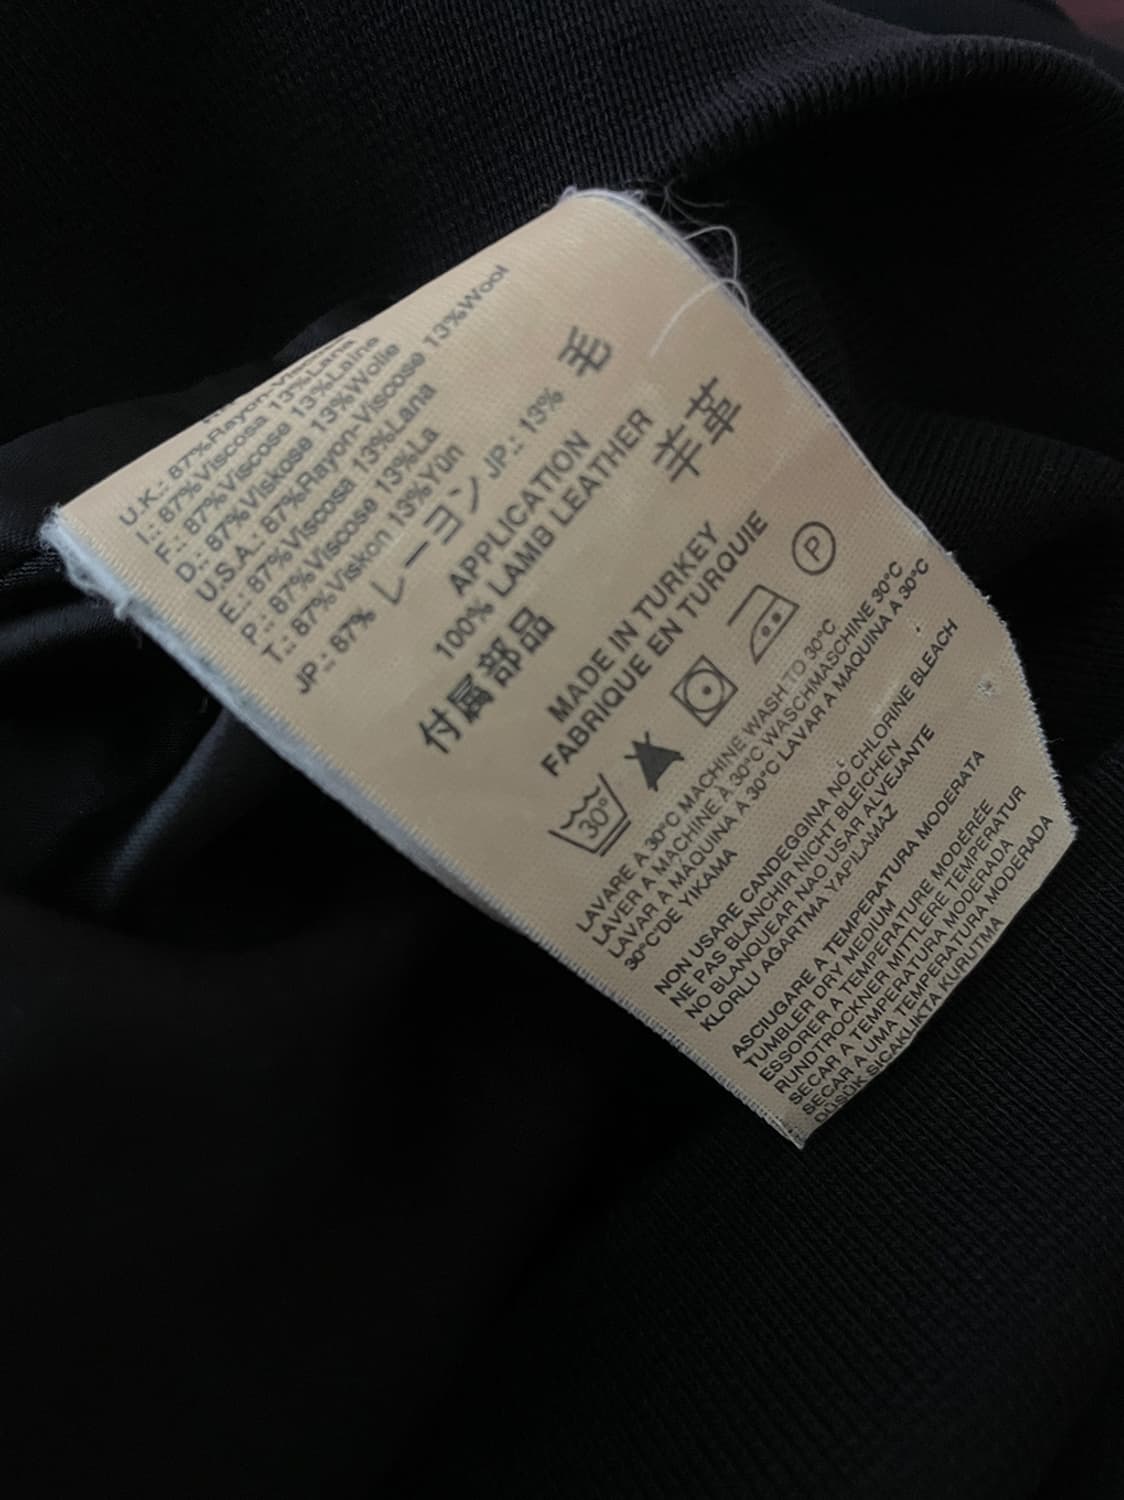 U.K.: 87%Rayon-Viscose 13%Wool
I.: 87%Viscosa 13%Lana
F.: 87%Viscose 13%Laine
D.: 87%Viskose 13%Wolle
U.S.A.: 87%Rayon-Viscose 13%Wool
E.: 87%Viscosa 13%Lana
P.: 87%Viscose 13%La
T.: 87%Viskon 13%Yün
JP.: 87% レーヨン JP.: 13% 毛
APPLICATION
100% LAMB LEATHER
付属部品 羊革
MADE IN TURKEY
FABRIQUE EN TURQUIE
30° P
LAVARE A 30°C MACHINE WASH TO 30°C
LAVER A MACHINE À 30°C WASCHMASCHINE 30°C
LAVAR A MAQUINA A 30°C LAVAR A MAQUINA A 30°C
30°C'DE YIKAMA
NON USARE CANDEGGINA NO CHLORINE BLEACH
NE PAS BLANCHIR NICHT BLEICHEN
NO BLANQUEAR NAO USAR ALVEJANTE
KLORLU AĞARTMA YAPILAMAZ
ASCIUGARE A TEMPERATURA MODERATA
TUMBLER DRY MEDIUM
ESSORER A TEMPERATURE MODÉRÉE
RUNDTROCKNER MITTLERE TEMPERATUR
SECAR A TEMPERATURA MODERADA
SECAR A UMA TEMPERATURA MODERADA
DÜŞÜK SICAKLIKTA KURUTMA